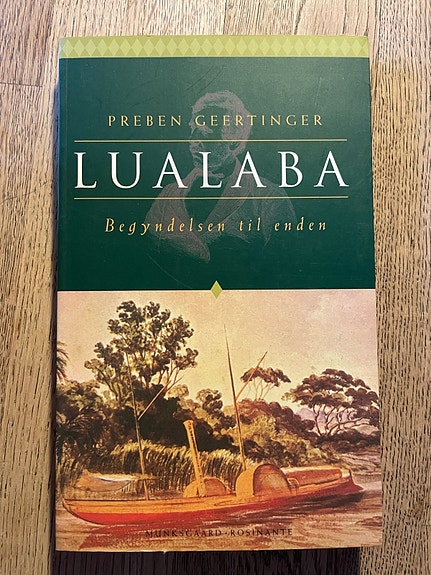 PREBEN GEERTINGER
LUALABA
Begyndelsen til enden
MUNKSGAARD · ROSINANTE